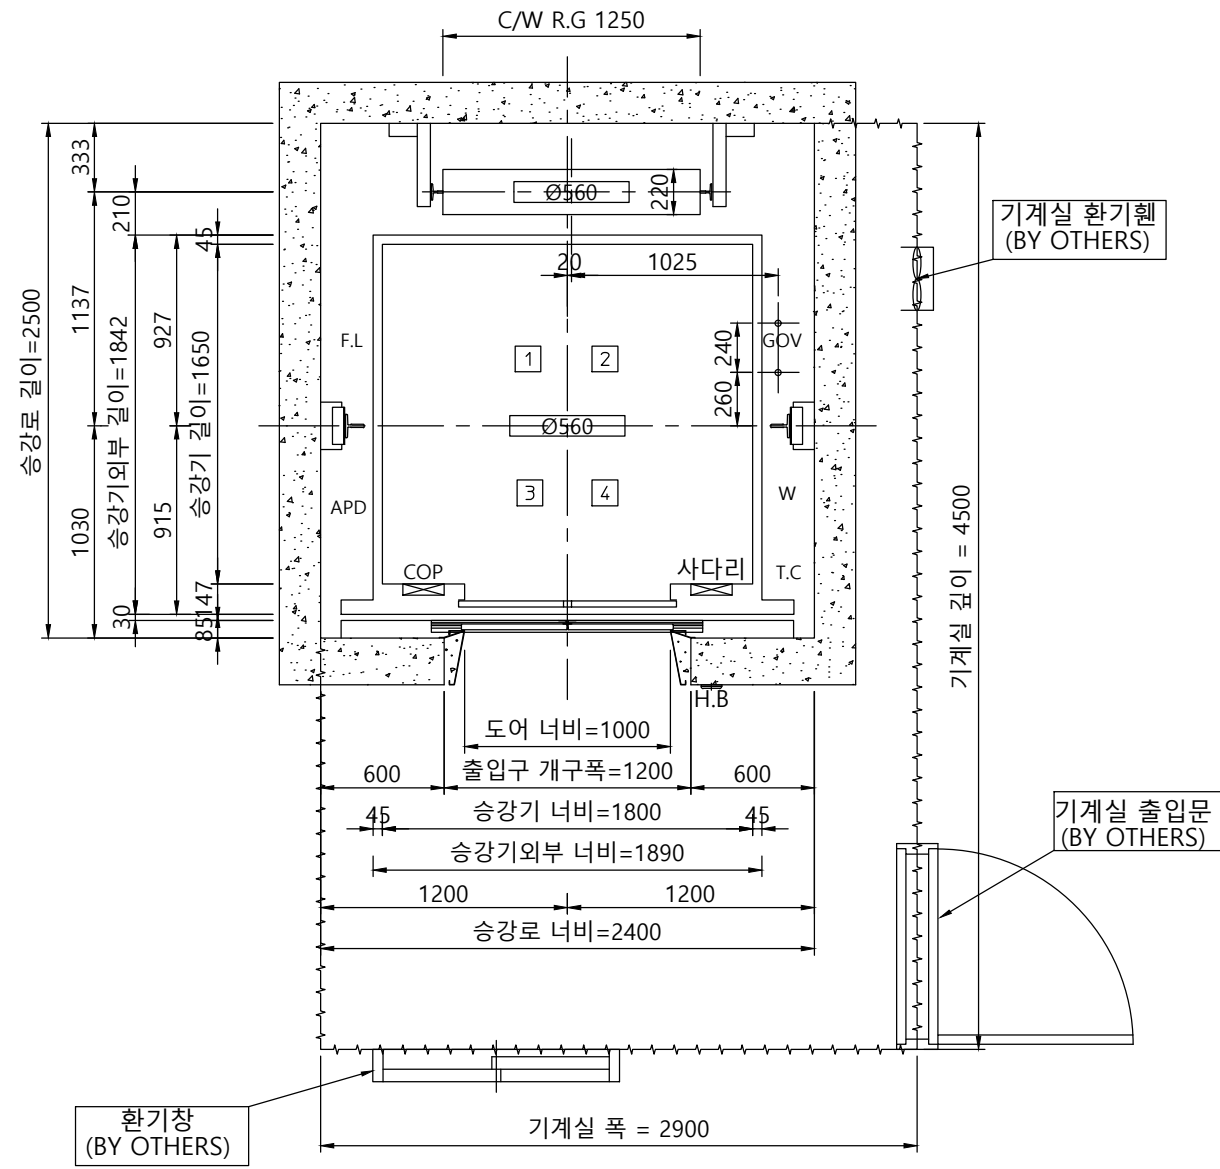 C/W R.G 1250
333
210
45
1137
927
승강로 길이=2500
승강기외부 길이=1842
승강기 길이=1650
1030
915
147
30
85
Ø560
220
20
1025
240
260
F.L
GOV
1
2
Ø560
3
4
APD
W
COP
사다리
T.C
H.B
기계실 환기휀
(BY OTHERS)
기계실 깊이 = 4500
도어 너비=1000
600
출입구 개구폭=1200
600
45
승강기 너비=1800
45
승강기외부 너비=1890
1200
1200
승강로 너비=2400
기계실 출입문
(BY OTHERS)
환기창
(BY OTHERS)
기계실 폭 = 2900